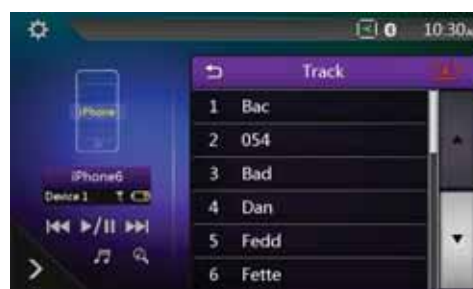 10:30
iPhone
iPhone6
Device 1
Track
1 Bac
2 054
3 Bad
4 Dan
5 Fedd
6 Fette